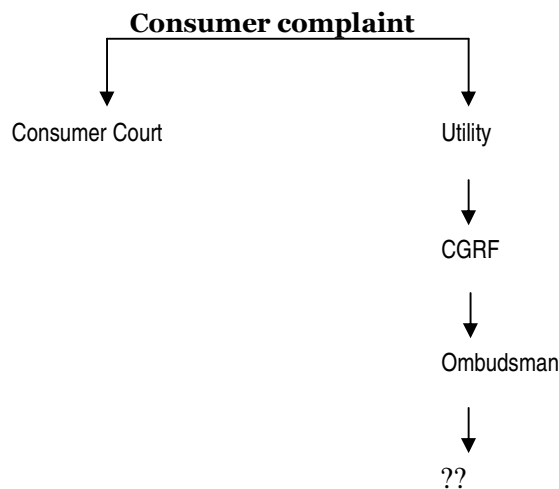 Consumer complaint
Consumer Court
Utility
CGRF
Ombudsman
??